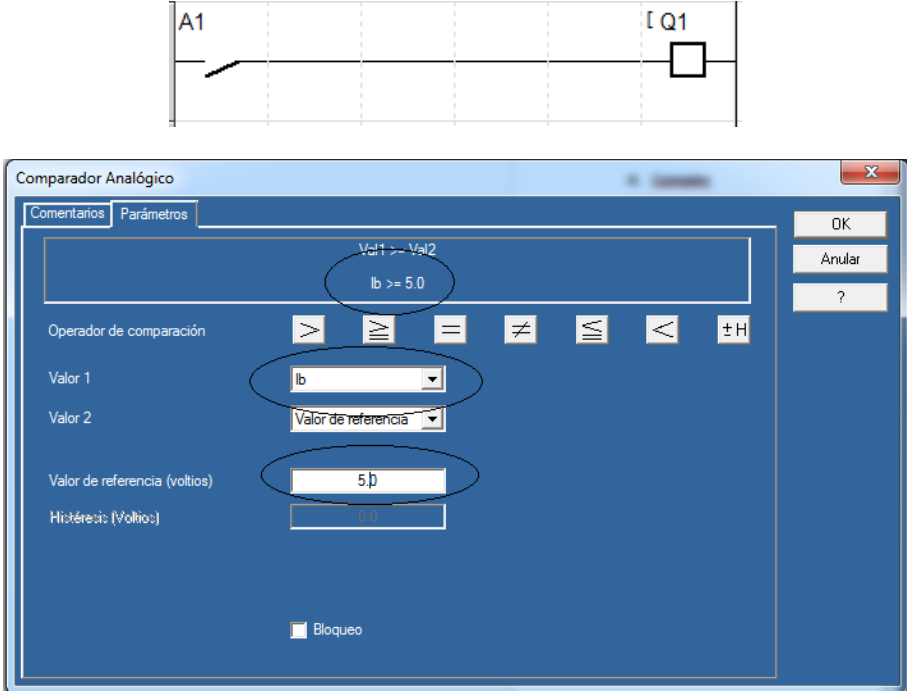 A1 [ Q1
Comparador Analógico
Comentarios Parámetros
OK
Anular
?
Val1 >= Val2
Ib >= 5.0
Operador de comparación > ≧ = ≠ ≦ < ±H
Valor 1 Ib
Valor 2 Valor de referencia
Valor de referencia (voltios) 5.0
Histéresis (Voltios) 0.0
Bloqueo